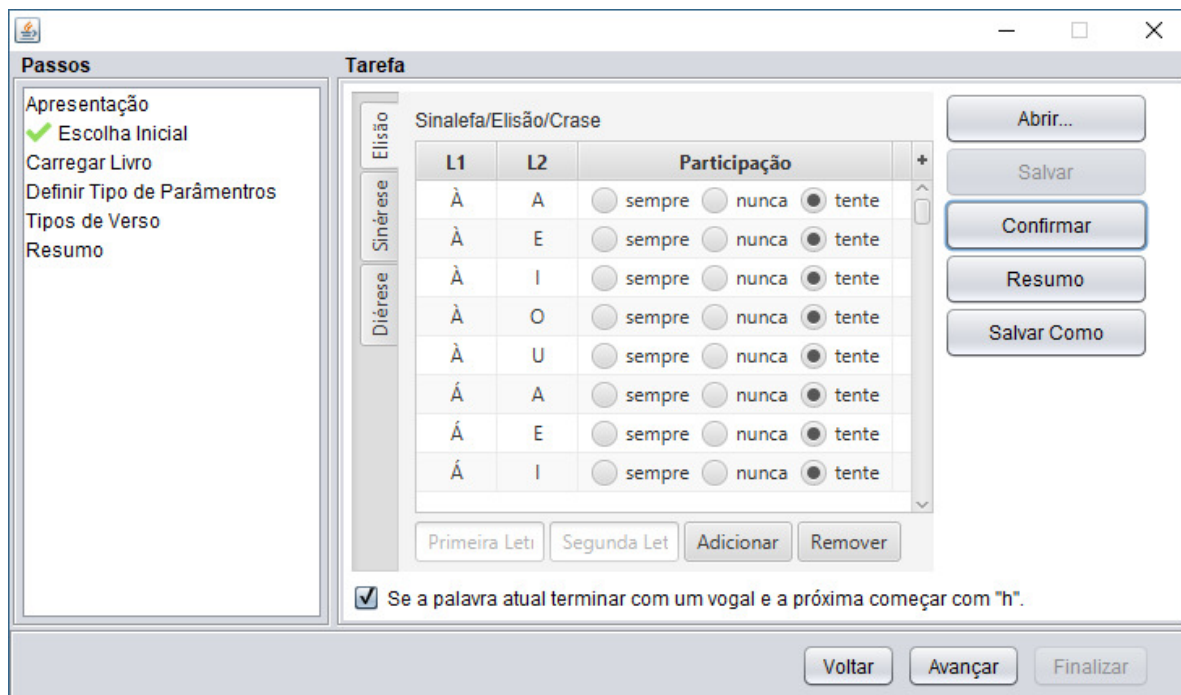 Passos
Apresentação
Escolha Inicial
Carregar Livro
Definir Tipo de Parâmentros
Tipos de Verso
Resumo
Tarefa
Elisão
Sinérese
Diérese
Sinalefa/Elisão/Crase
L1 L2 Participação +
À A sempre nunca tente
À E sempre nunca tente
À I sempre nunca tente
À O sempre nunca tente
À U sempre nunca tente
Á A sempre nunca tente
Á E sempre nunca tente
Á I sempre nunca tente
Primeira Letr Segunda Let Adicionar Remover
Abrir...
Salvar
Confirmar
Resumo
Salvar Como
Se a palavra atual terminar com um vogal e a próxima começar com "h".
Voltar Avançar Finalizar